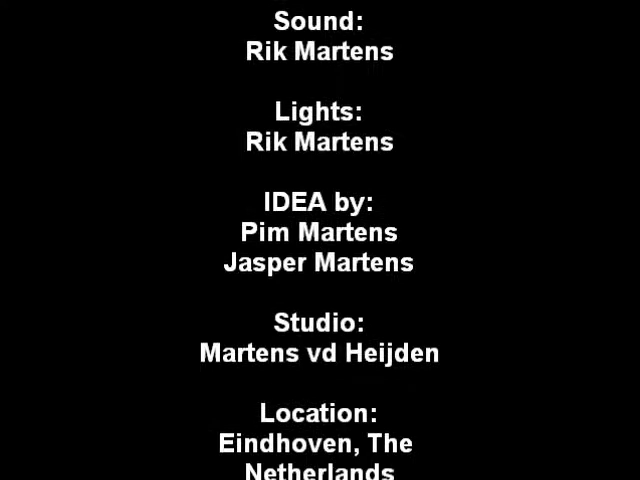 Sound:
Rik Martens
Lights:
Rik Martens
IDEA by:
Pim Martens
Jasper Martens
Studio:
Martens vd Heijden
Location:
Eindhoven, The
Netherlands